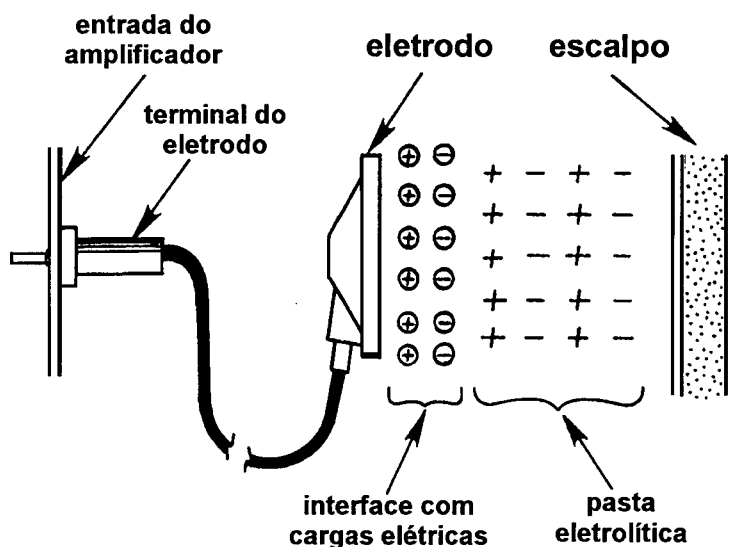 entrada do
amplificador
eletrodo
escalpo
terminal do
eletrodo
interface com
cargas elétricas
pasta
eletrolítica